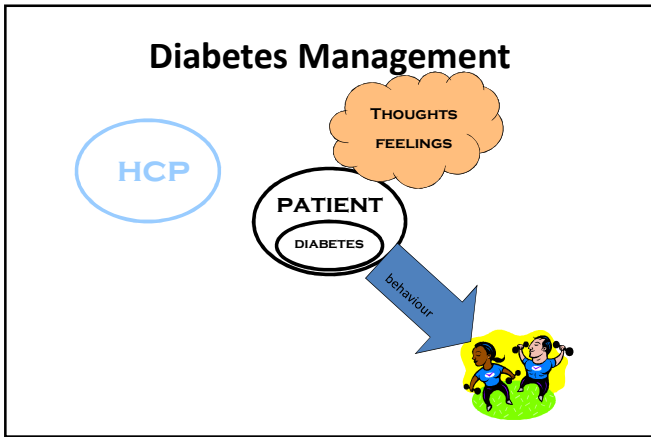 Diabetes Management
THOUGHTS
FEELINGS
HCP
PATIENT
DIABETES
behaviour